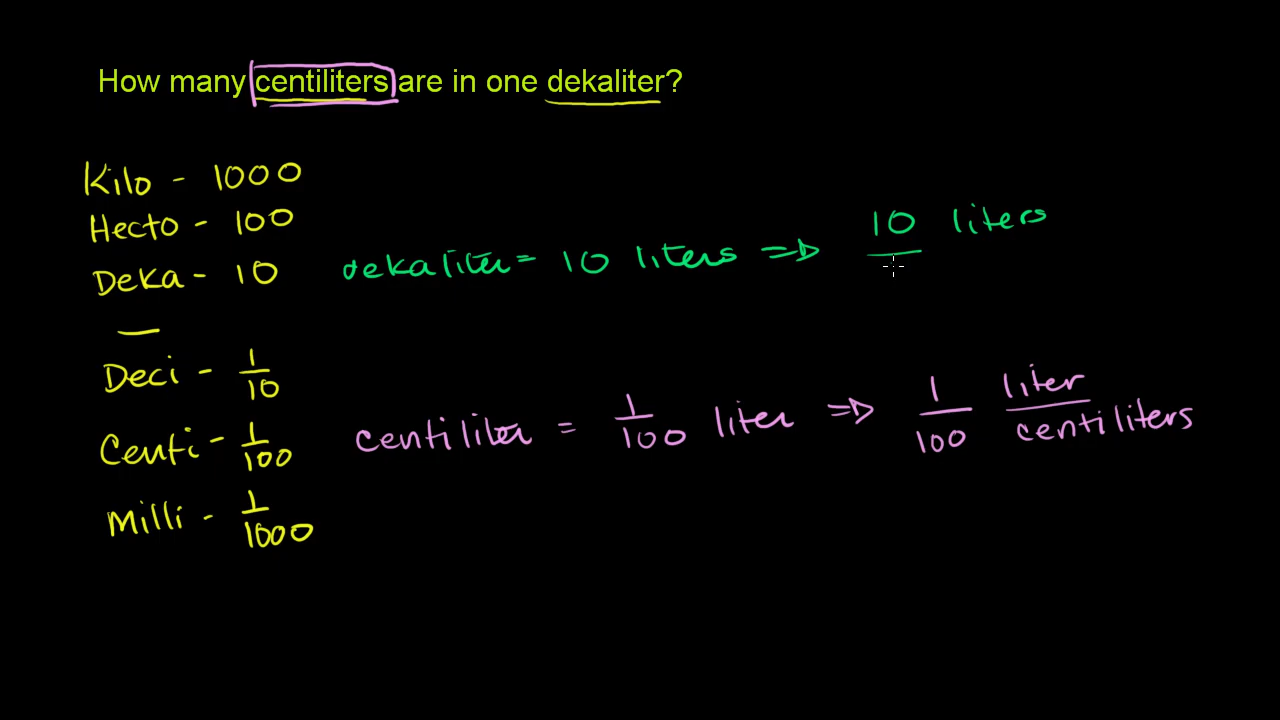 How many centiliters are in one dekaliter?
Kilo - 1000
Hecto - 100
Deka - 10
dekaliter = 10 liters ⇒ 10 liters
Deci - 1/10
Centi - 1/100
centiliter = 1/100 liter ⇒ 1/100 liter/centiliters
Milli - 1/1000